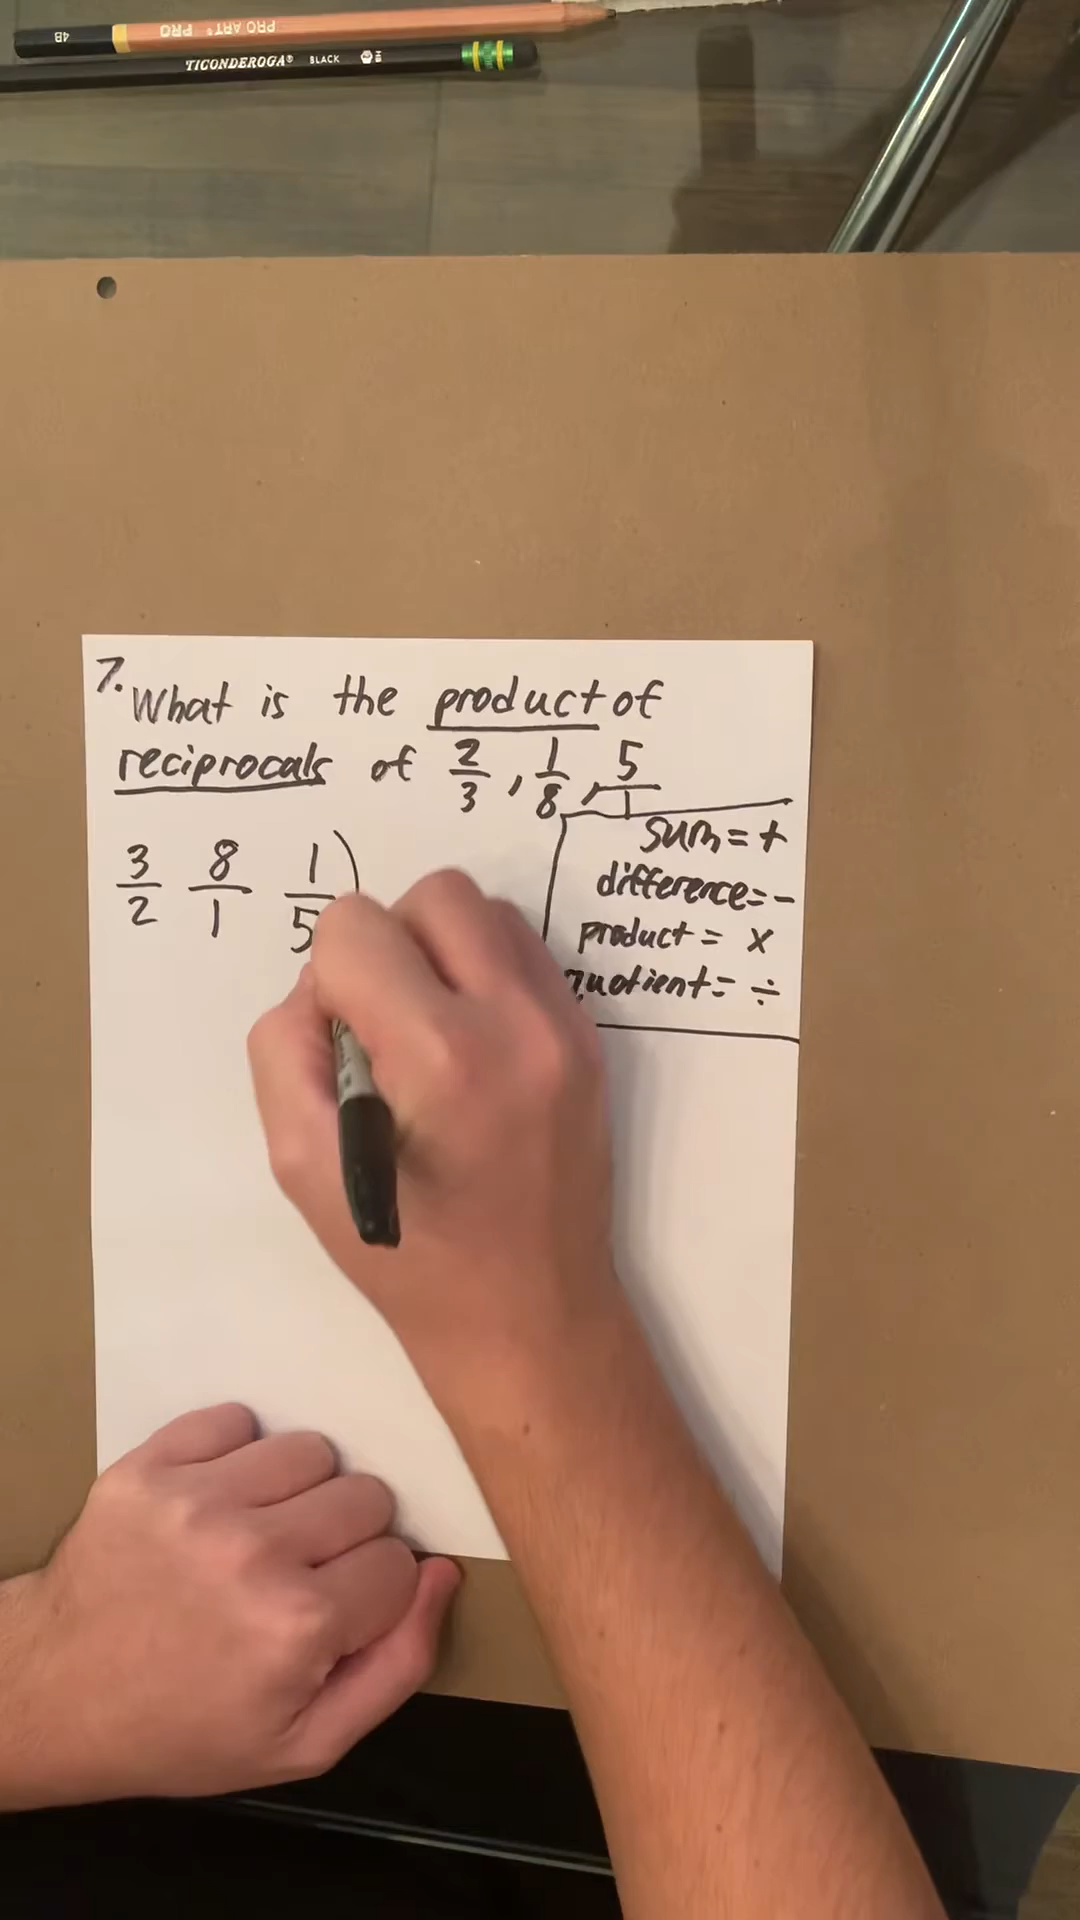 4B PRO ART® PRO
TICONDEROGA® BLACK
7. What is the product of
reciprocals of 2/3, 1/8, 5/1
sum = +
difference = -
product = x
quotient = ÷
3/2 8/1 1/5)